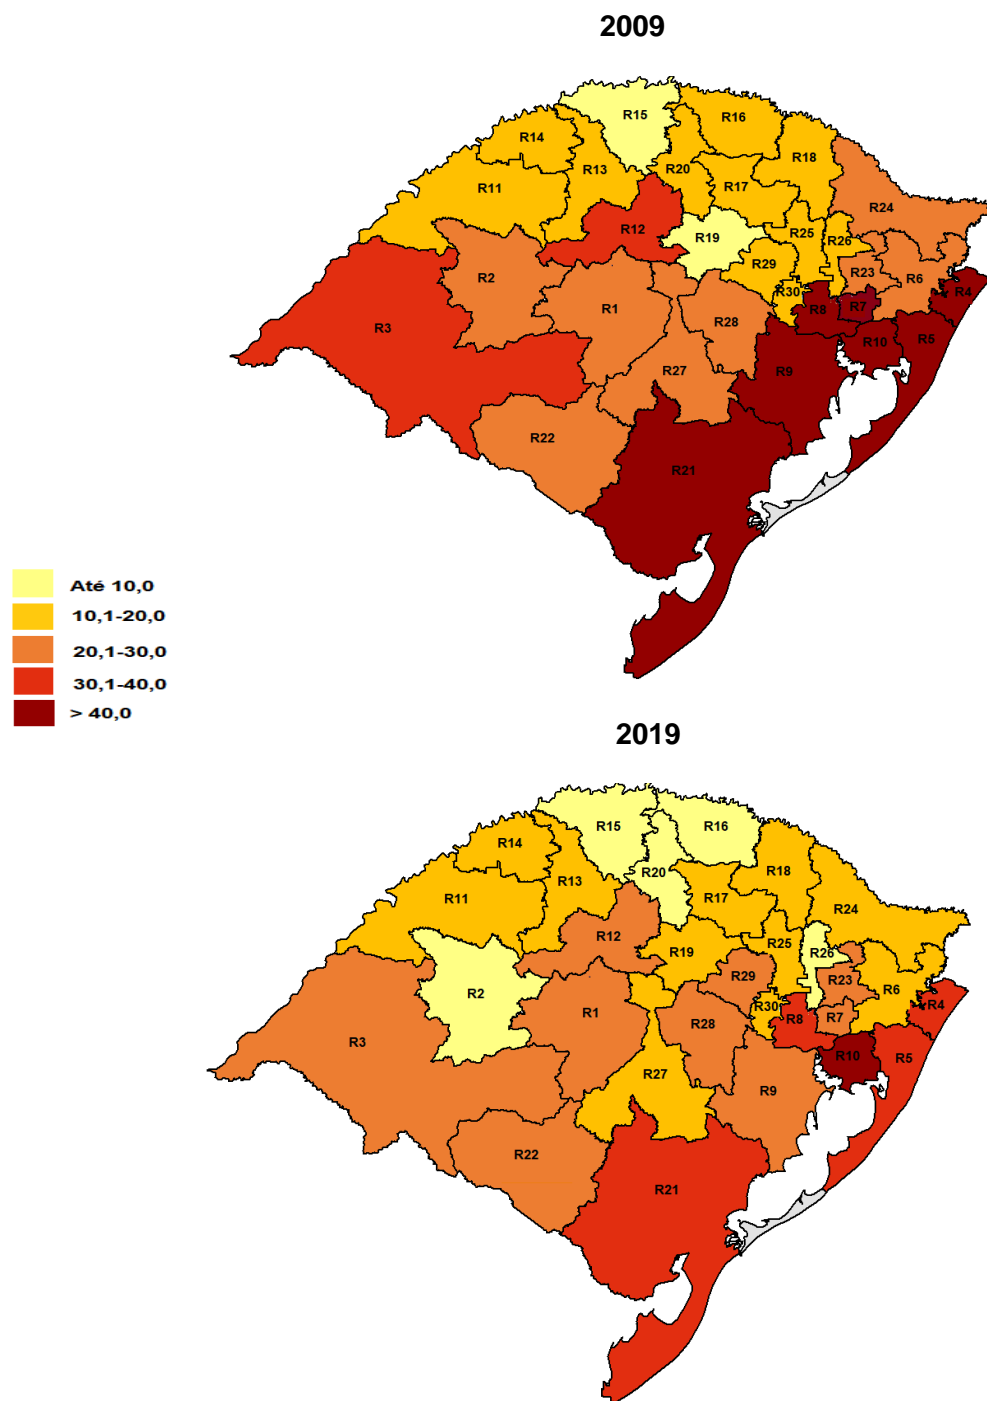 2009
R15
R16
R14
R18
R13
R20
R17
R11
R24
R12
R19
R25
R26
R29
R23
R2
R6
R4
R30
R1
R8
R7
R28
R3
R10
R5
R27
R9
R22
R21
Até 10,0
10,1-20,0
20,1-30,0
30,1-40,0
> 40,0
2019
R15
R16
R14
R20
R18
R13
R17
R11
R24
R12
R19
R25
R26
R29
R23
R2
R6
R4
R30
R1
R8
R7
R28
R3
R10
R5
R27
R9
R22
R21